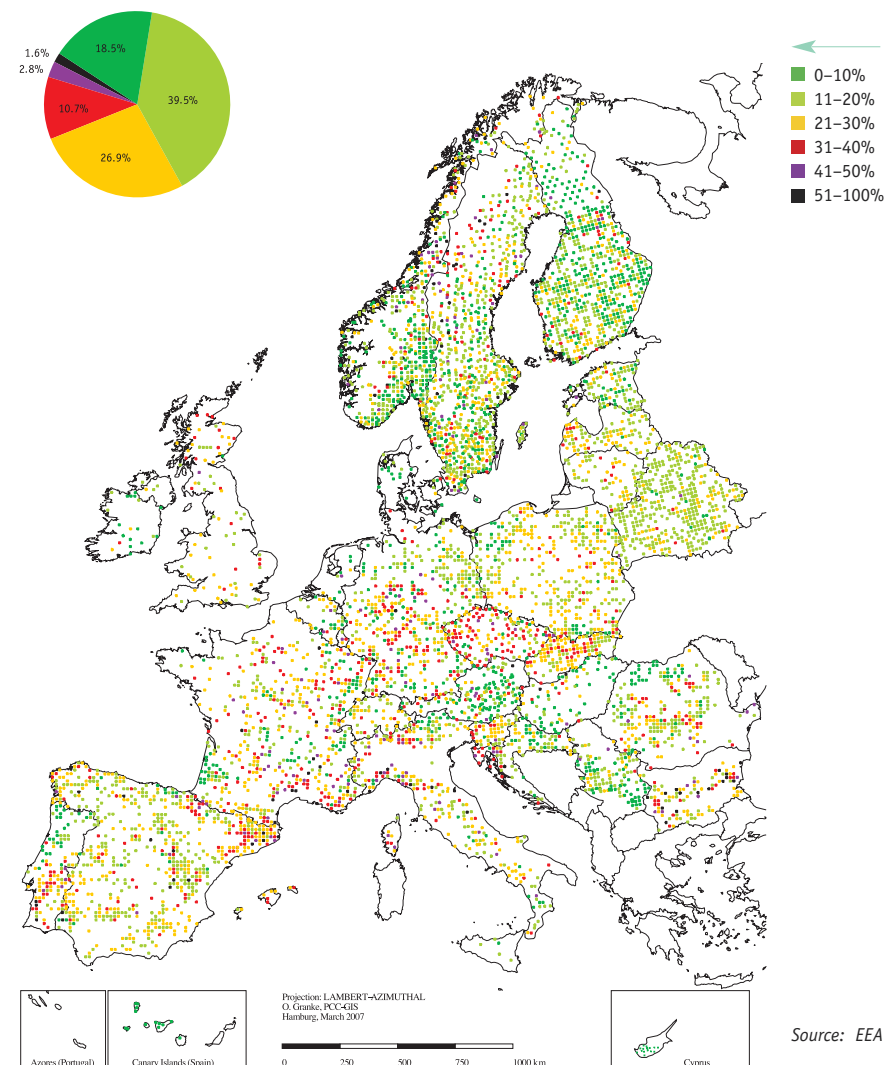 18.5%
1.6%
2.8%
39.5%
10.7%
26.9%
0–10%
11–20%
21–30%
31–40%
41–50%
51–100%
Projection: LAMBERT-AZIMUTHAL
O. Granke, PCC-GIS
Hamburg, March 2007
Source: EEA
Azores (Portugal)
Canary Islands (Spain)
0 250 500 750 1000 km
Cyprus